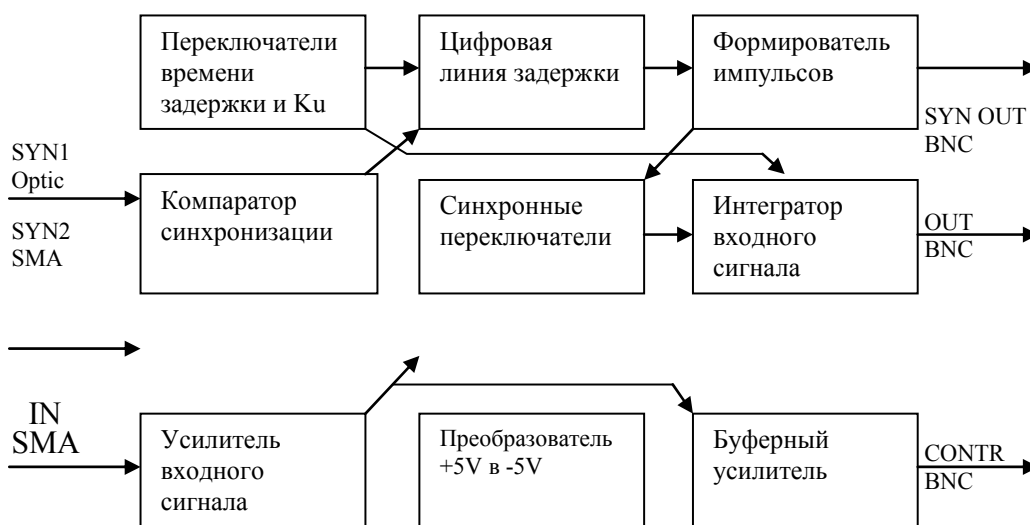 Переключатели
времени
задержки и Ku
Цифровая
линия задержки
Формирователь
импульсов
SYN OUT
BNC
SYN1
Optic
SYN2
SMA
Компаратор
синхронизации
Синхронные
переключатели
Интегратор
входного
сигнала
OUT
BNC
IN
SMA
Усилитель
входного
сигнала
Преобразователь
+5V в -5V
Буферный
усилитель
CONTR
BNC